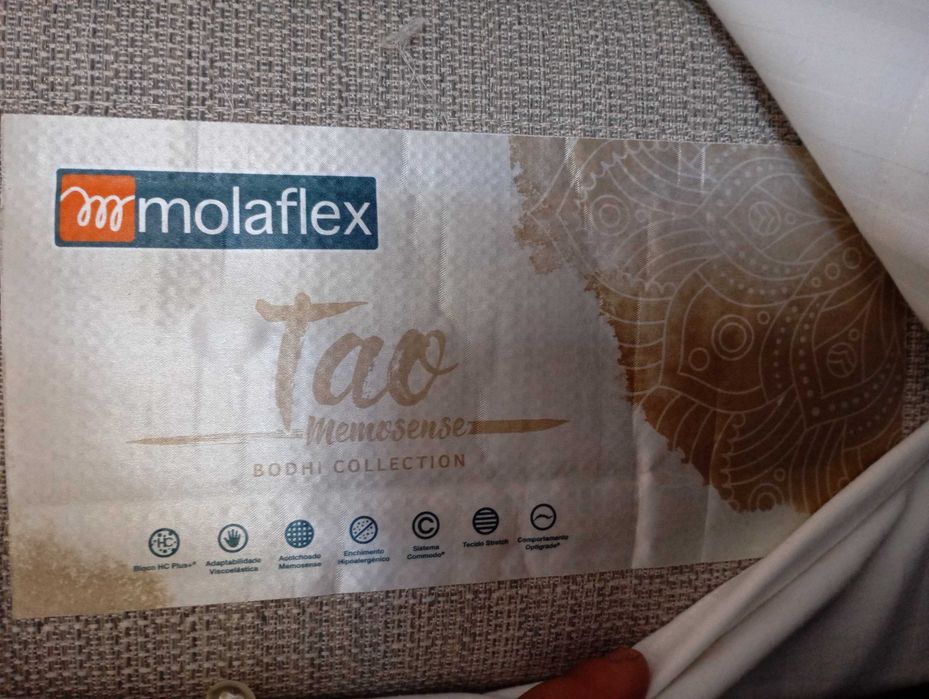 molaflex
Tao
Memosense
BODHI COLLECTION
HC
Bloco HC Plus+®
Adaptabilidade
Viscoelástica
Acolchoado
Memosense
Enchimento
Hipoalergénico
C
Sistema
Commodo®
Tecido Stretch
Comportamento
Optigrade®